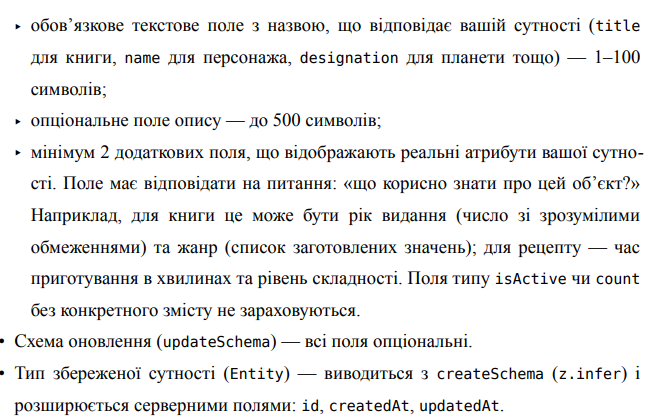 ‣ обов’язкове текстове поле з назвою, що відповідає вашій сутності (title
для книги, name для персонажа, designation для планети тощо) — 1–100
символів;
‣ опціональне поле опису — до 500 символів;
‣ мінімум 2 додаткових поля, що відображають реальні атрибути вашої сутно-
сті. Поле має відповідати на питання: «що корисно знати про цей об’єкт?»
Наприклад, для книги це може бути рік видання (число зі зрозумілими
обмеженнями) та жанр (список заготовлених значень); для рецепту — час
приготування в хвилинах та рівень складності. Поля типу isActive чи count
без конкретного змісту не зараховуються.
• Схема оновлення (updateSchema) — всі поля опціональні.
• Тип збереженої сутності (Entity) — виводиться з createSchema (z.infer) і
розширюється серверними полями: id, createdAt, updatedAt.